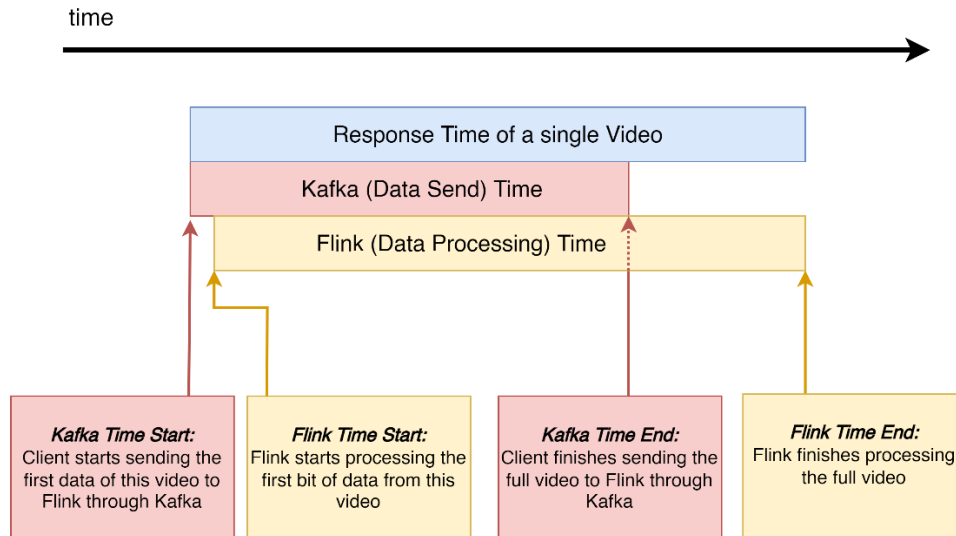 time
Response Time of a single Video
Kafka (Data Send) Time
Flink (Data Processing) Time
Kafka Time Start:
Client starts sending the
first data of this video to
Flink through Kafka
Flink Time Start:
Flink starts processing the
first bit of data from this
video
Kafka Time End:
Client finishes sending the
full video to Flink through
Kafka
Flink Time End:
Flink finishes processing
the full video